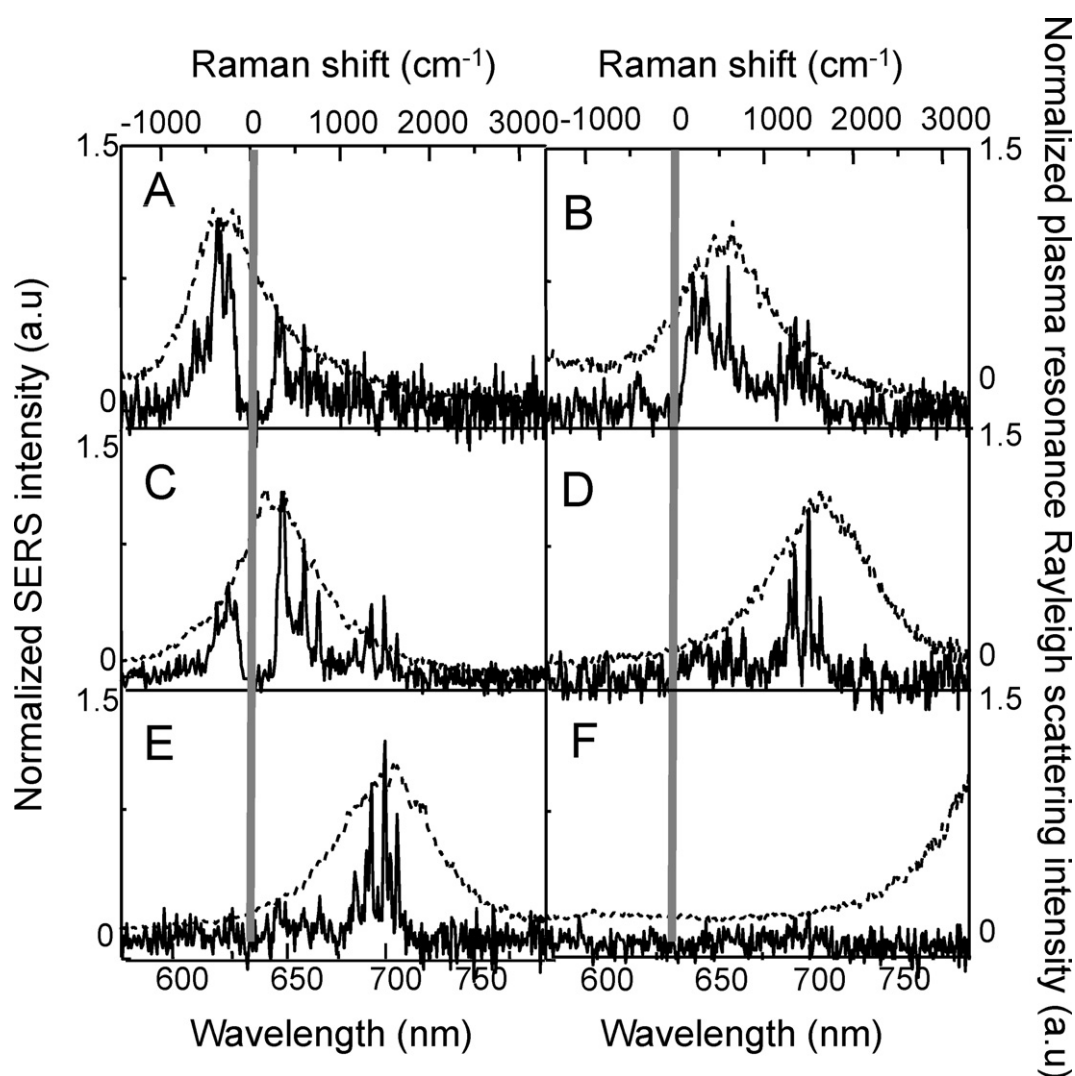 Raman shift (cm-1)
Raman shift (cm-1)
-1000 0 1000 2000 3000
-1000 0 1000 2000 3000
1.5
1.5
A
B
0
0
1.5
1.5
C
D
0
0
1.5
1.5
E
F
0
0
600 650 700 750
600 650 700 750
Wavelength (nm)
Wavelength (nm)
Normalized SERS intensity (a.u)
Normalized plasma resonance Rayleigh scattering intensity (a.u)